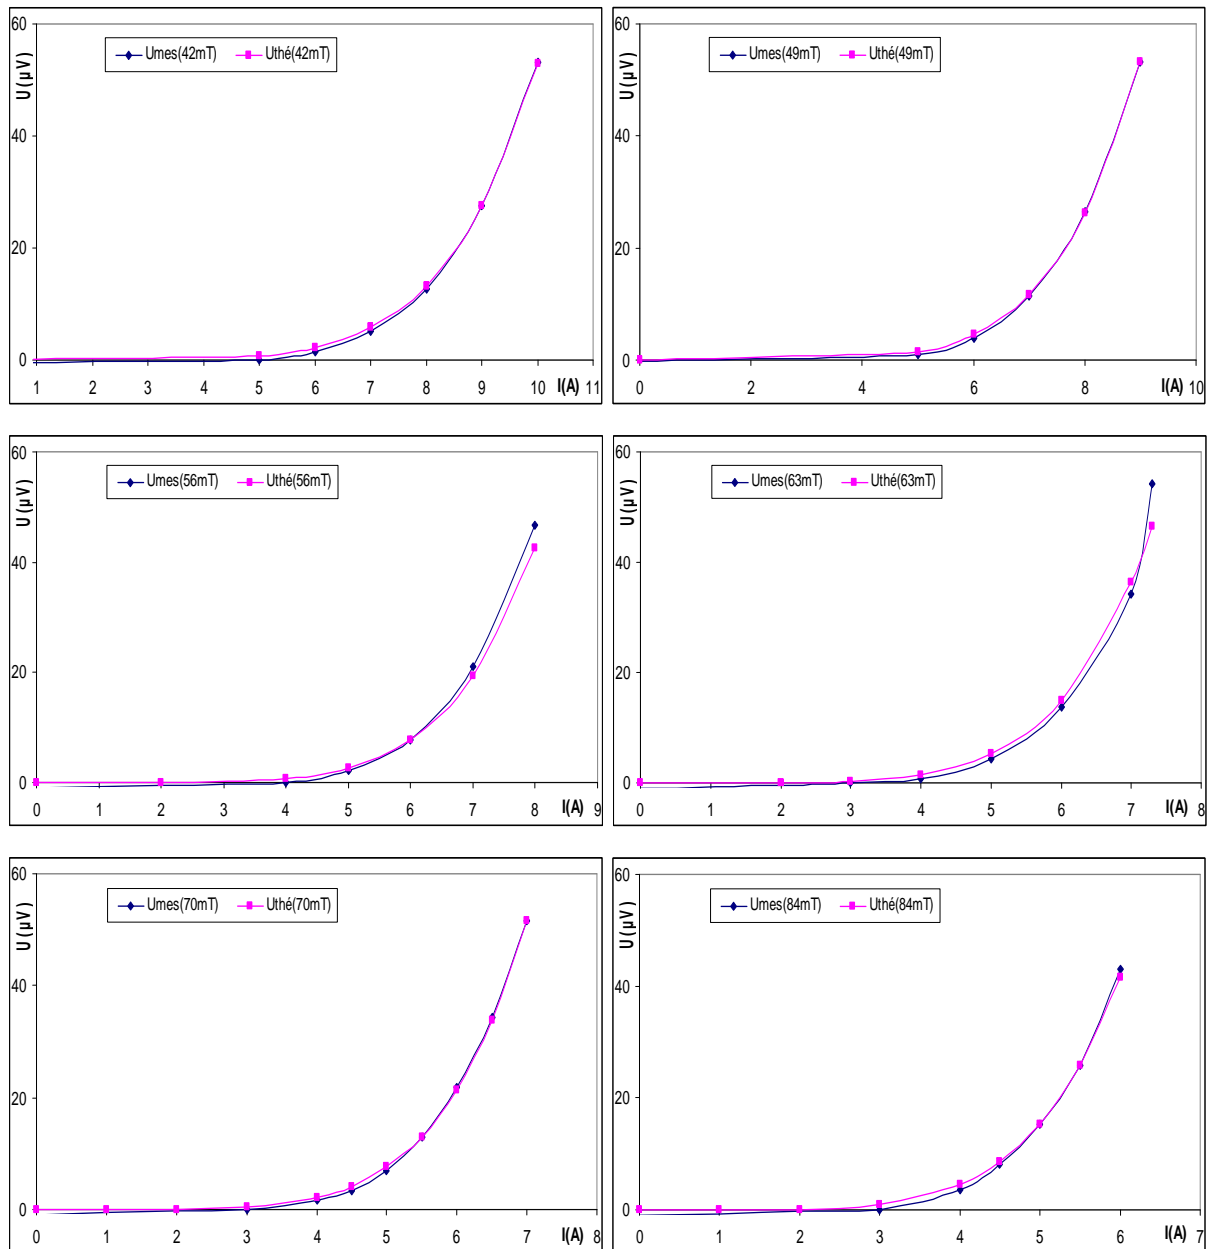 60
Umes(42mT) Uthé(42mT)
U (µV)
40
20
0
1 2 3 4 5 6 7 8 9 10 I(A) 11
60
Umes(49mT) Uthé(49mT)
U (µV)
40
20
0
0 2 4 6 8 I(A) 10
60
Umes(56mT) Uthé(56mT)
U (µV)
40
20
0
0 1 2 3 4 5 6 7 8 I(A) 9
60
Umes(63mT) Uthé(63mT)
U (µV)
40
20
0
0 1 2 3 4 5 6 7 I(A) 8
60
Umes(70mT) Uthé(70mT)
U (µV)
40
20
0
0 1 2 3 4 5 6 7 I(A) 8
60
Umes(84mT) Uthé(84mT)
U (µV)
40
20
0
0 1 2 3 4 5 6 I(A) 7